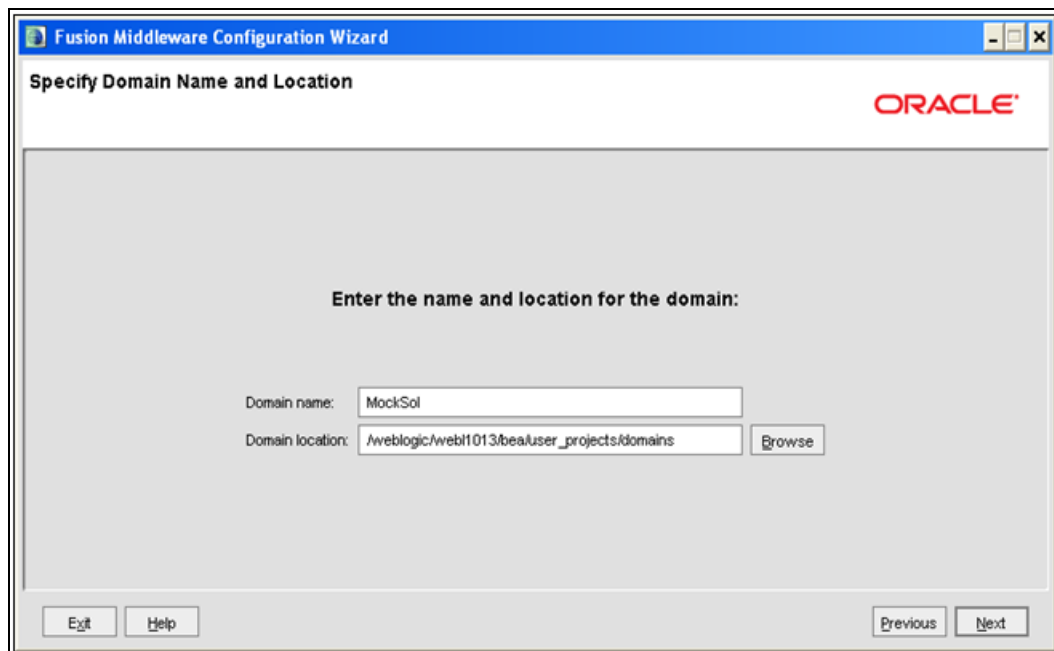 Fusion Middleware Configuration Wizard
Specify Domain Name and Location
ORACLE
Enter the name and location for the domain:
Domain name: MockSol
Domain location: /weblogic/webl1013/bea/user_projects/domains Browse
Exit Help Previous Next